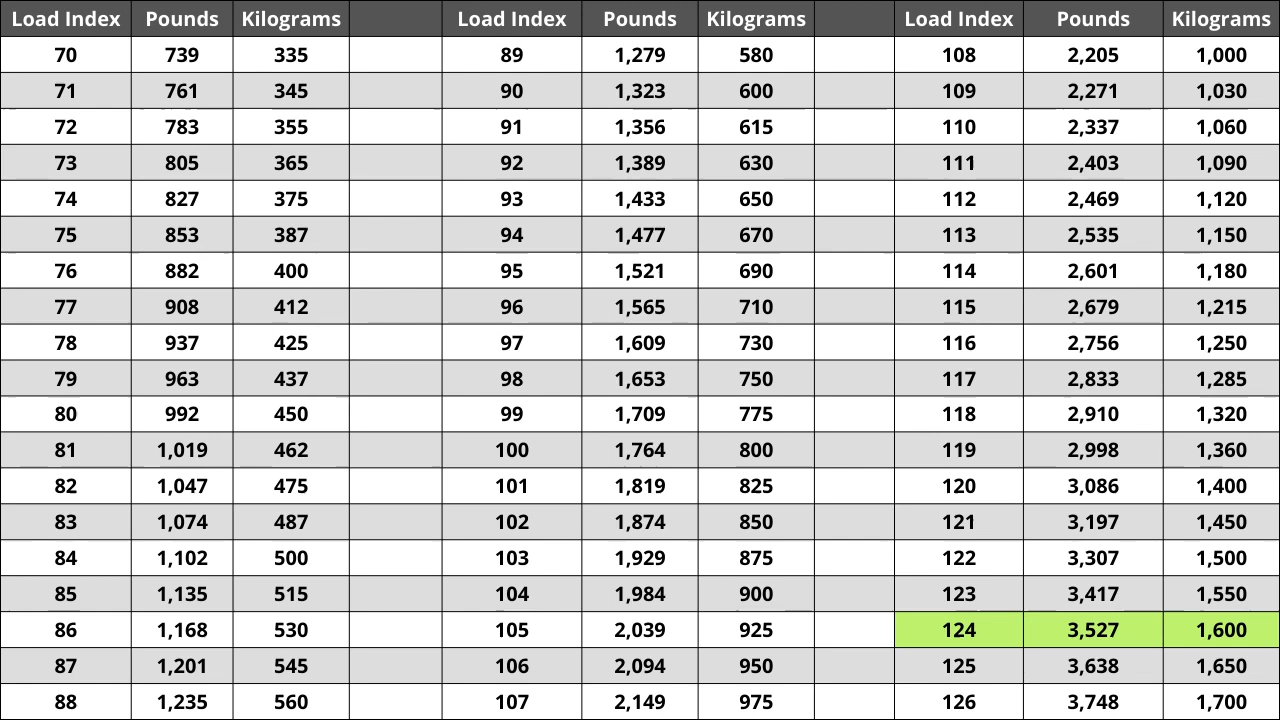 Load Index Pounds Kilograms Load Index Pounds Kilograms Load Index Pounds Kilograms
70 739 335 89 1,279 580 108 2,205 1,000
71 761 345 90 1,323 600 109 2,271 1,030
72 783 355 91 1,356 615 110 2,337 1,060
73 805 365 92 1,389 630 111 2,403 1,090
74 827 375 93 1,433 650 112 2,469 1,120
75 853 387 94 1,477 670 113 2,535 1,150
76 882 400 95 1,521 690 114 2,601 1,180
77 908 412 96 1,565 710 115 2,679 1,215
78 937 425 97 1,609 730 116 2,756 1,250
79 963 437 98 1,653 750 117 2,833 1,285
80 992 450 99 1,709 775 118 2,910 1,320
81 1,019 462 100 1,764 800 119 2,998 1,360
82 1,047 475 101 1,819 825 120 3,086 1,400
83 1,074 487 102 1,874 850 121 3,197 1,450
84 1,102 500 103 1,929 875 122 3,307 1,500
85 1,135 515 104 1,984 900 123 3,417 1,550
86 1,168 530 105 2,039 925 124 3,527 1,600
87 1,201 545 106 2,094 950 125 3,638 1,650
88 1,235 560 107 2,149 975 126 3,748 1,700